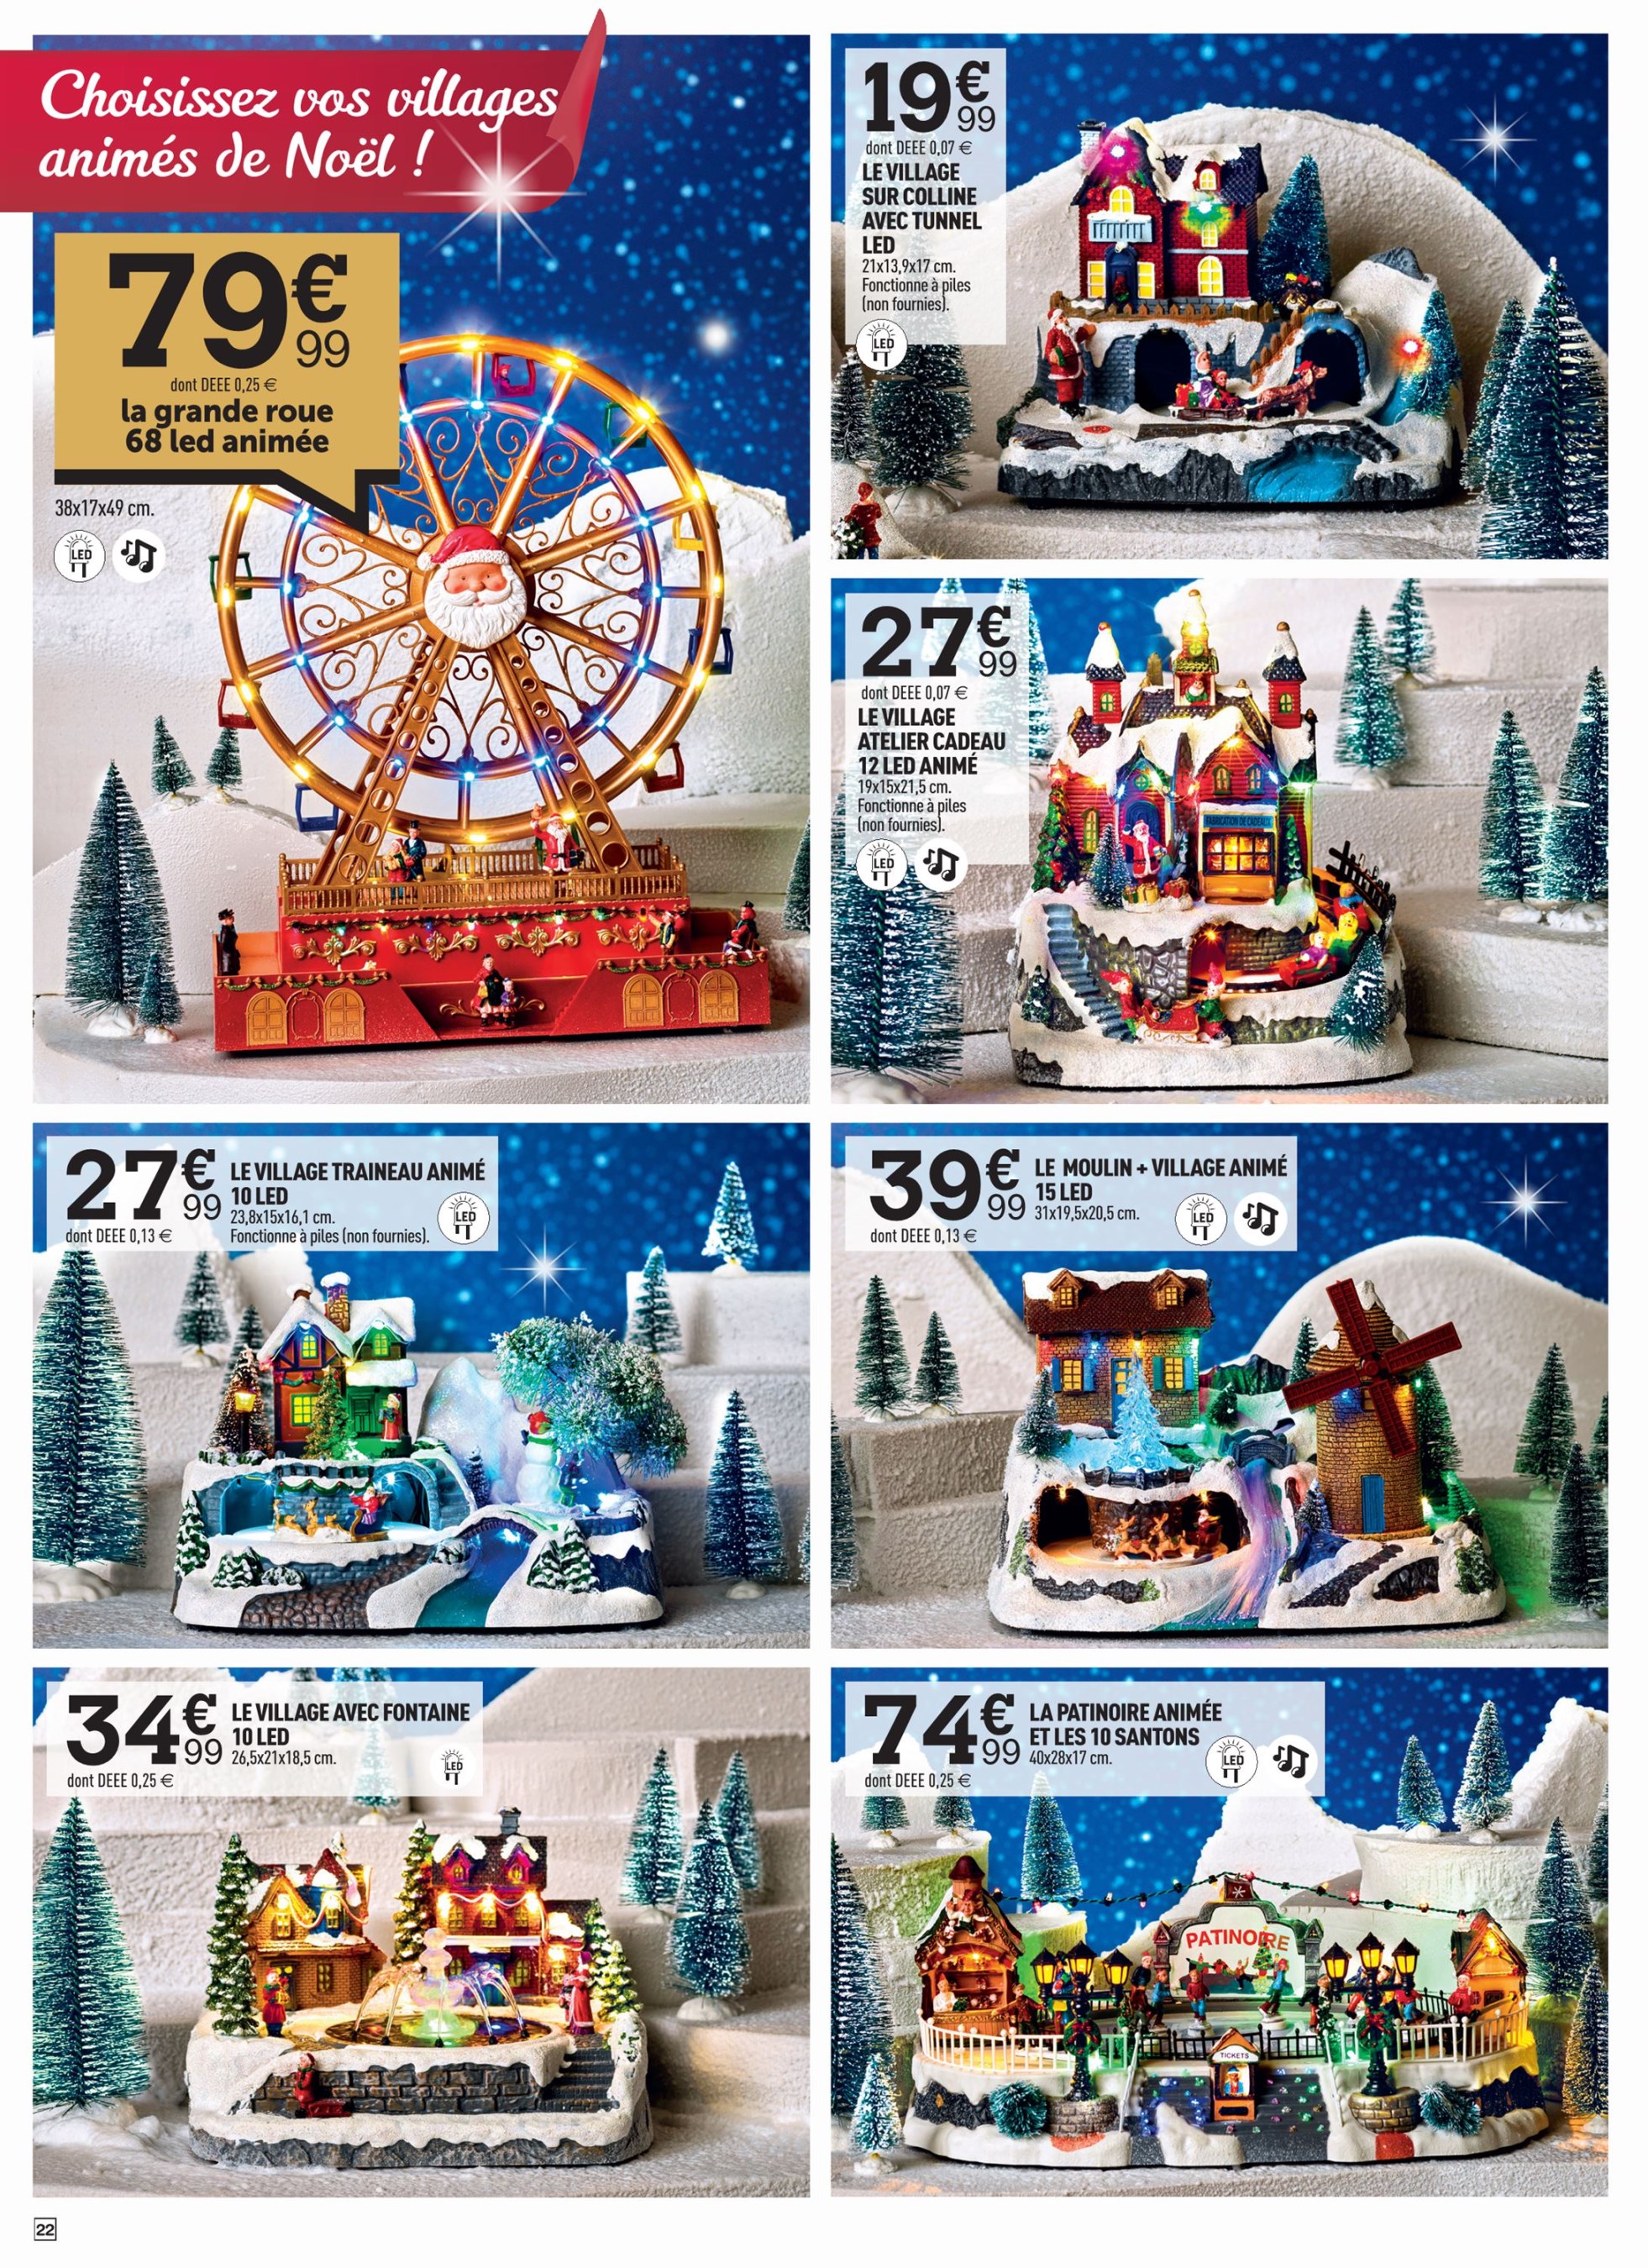 Choisissez vos villages
animés de Noël !
79€99
dont DEEE 0,25 €
la grande roue
68 led animée
38x17x49 cm.
LED
19€99
dont DEEE 0,07 €
LE VILLAGE
SUR COLLINE
AVEC TUNNEL
LED
21x13,9x17 cm.
Fonctionne à piles
(non fournies).
LED
27€99
dont DEEE 0,07 €
LE VILLAGE
ATELIER CADEAU
12 LED ANIMÉ
19x15x21,5 cm.
Fonctionne à piles
(non fournies).
LED
FABRICATION DE CADEAUX
27€99
dont DEEE 0,13 €
LE VILLAGE TRAINEAU ANIMÉ
10 LED
23,8x15x16,1 cm.
Fonctionne à piles (non fournies).
LED
39€99
dont DEEE 0,13 €
LE MOULIN + VILLAGE ANIMÉ
15 LED
31x19,5x20,5 cm.
LED
34€99
dont DEEE 0,25 €
LE VILLAGE AVEC FONTAINE
10 LED
26,5x21x18,5 cm.
LED
74€99
dont DEEE 0,25 €
LA PATINOIRE ANIMÉE
ET LES 10 SANTONS
40x28x17 cm.
LED
PATINOIRE
TICKETS
22